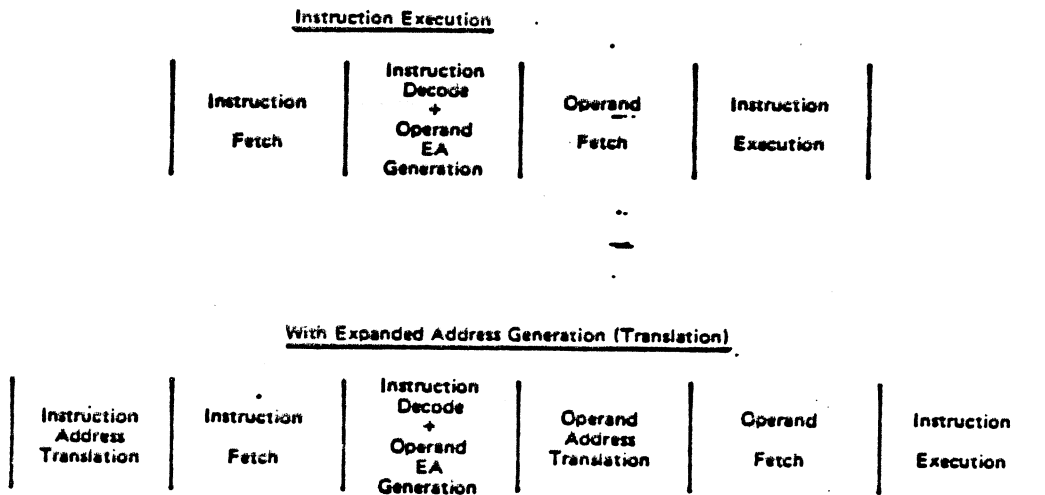 Instruction Execution
Instruction
Fetch
Instruction
Decode
+
Operand
EA
Generation
Operand
Fetch
Instruction
Execution
With Expanded Address Generation (Translation)
Instruction
Address
Translation
Instruction
Fetch
Instruction
Decode
+
Operand
EA
Generation
Operand
Address
Translation
Operand
Fetch
Instruction
Execution